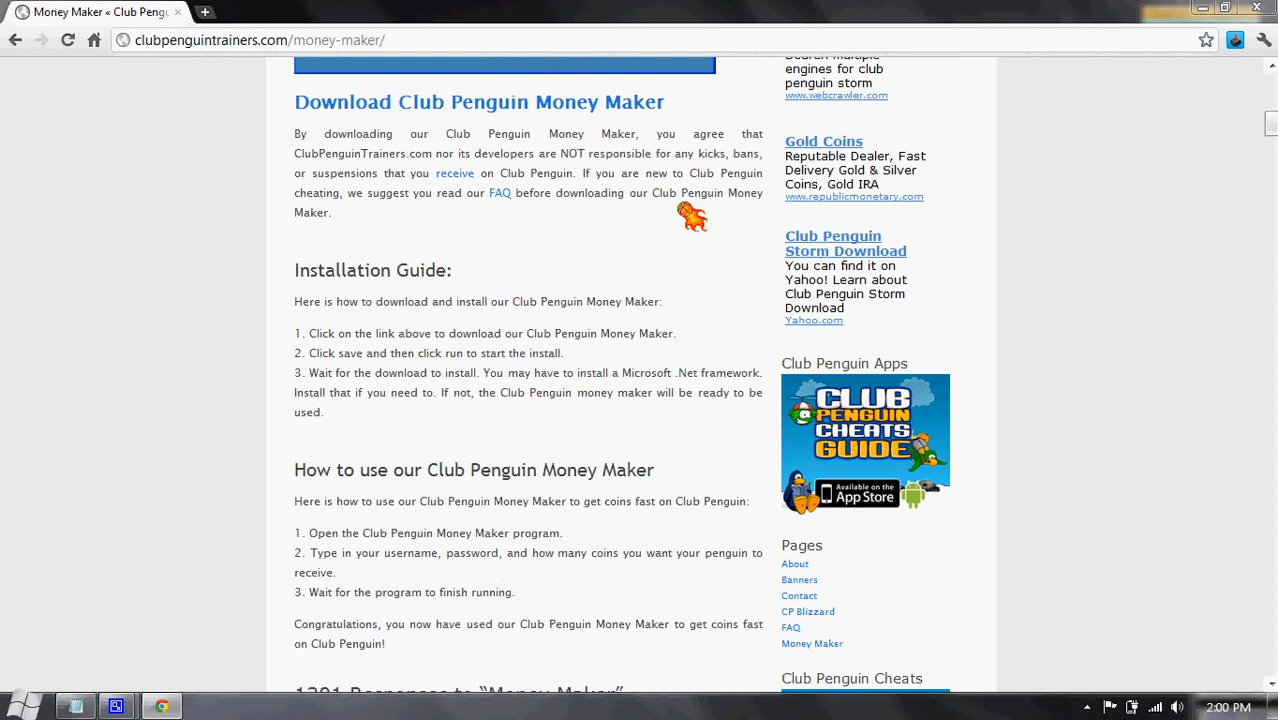 Money Maker « Club Pengu
clubpenguintrainers.com/money-maker/
Download Club Penguin Money Maker
By downloading our Club Penguin Money Maker, you agree that
ClubPenguinTrainers.com nor its developers are NOT responsible for any kicks, bans,
or suspensions that you receive on Club Penguin. If you are new to Club Penguin
cheating, we suggest you read our FAQ before downloading our Club Penguin Money
Maker.
Installation Guide:
Here is how to download and install our Club Penguin Money Maker:
1. Click on the link above to download our Club Penguin Money Maker.
2. Click save and then click run to start the install.
3. Wait for the download to install. You may have to install a Microsoft .Net framework.
Install that if you need to. If not, the Club Penguin money maker will be ready to be
used.
How to use our Club Penguin Money Maker
Here is how to use our Club Penguin Money Maker to get coins fast on Club Penguin:
1. Open the Club Penguin Money Maker program.
2. Type in your username, password, and how many coins you want your penguin to
receive.
3. Wait for the program to finish running.
Congratulations, you now have used our Club Penguin Money Maker to get coins fast
on Club Penguin!
1201 Responses to “Money Maker”
Search multiple
engines for club
penguin storm
www.webcrawler.com
Gold Coins
Reputable Dealer, Fast
Delivery Gold & Silver
Coins, Gold IRA
www.republicmonetary.com
Club Penguin
Storm Download
You can find it on
Yahoo! Learn about
Club Penguin Storm
Download
Yahoo.com
Club Penguin Apps
CLUB
PENGUIN
CHEATS
GUIDE
AVAILABLE ON THE
App Store
Pages
About
Banners
Contact
CP Blizzard
FAQ
Money Maker
Club Penguin Cheats
2:00 PM